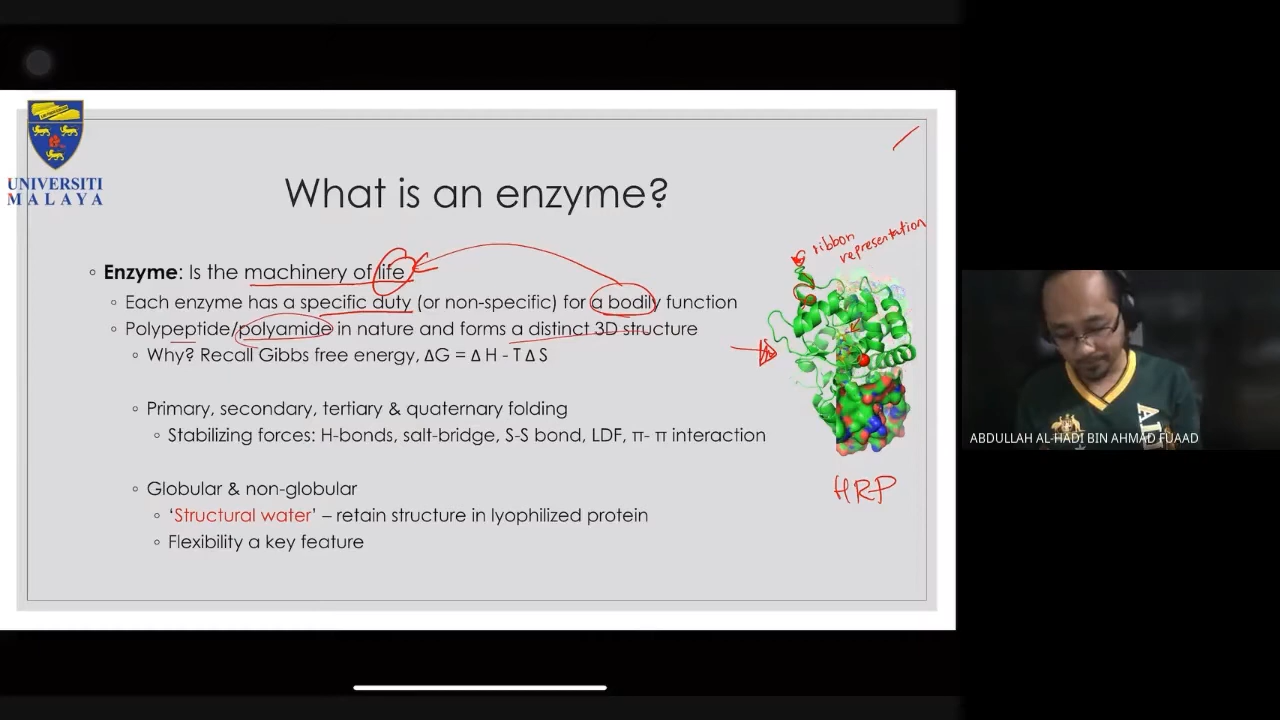 UNIVERSITI
MALAYA
What is an enzyme?
ribbon
representation
Enzyme: Is the machinery of life
Each enzyme has a specific duty (or non-specific) for a bodily function
Polypeptide/polyamide in nature and forms a distinct 3D structure
Why? Recall Gibbs free energy, ΔG = Δ H - T Δ S
Primary, secondary, tertiary & quaternary folding
Stabilizing forces: H-bonds, salt-bridge, S-S bond, LDF, π- π interaction
HRP
Globular & non-globular
'Structural water' – retain structure in lyophilized protein
Flexibility a key feature
ABDULLAH AL-HADI BIN AHMAD FUAAD